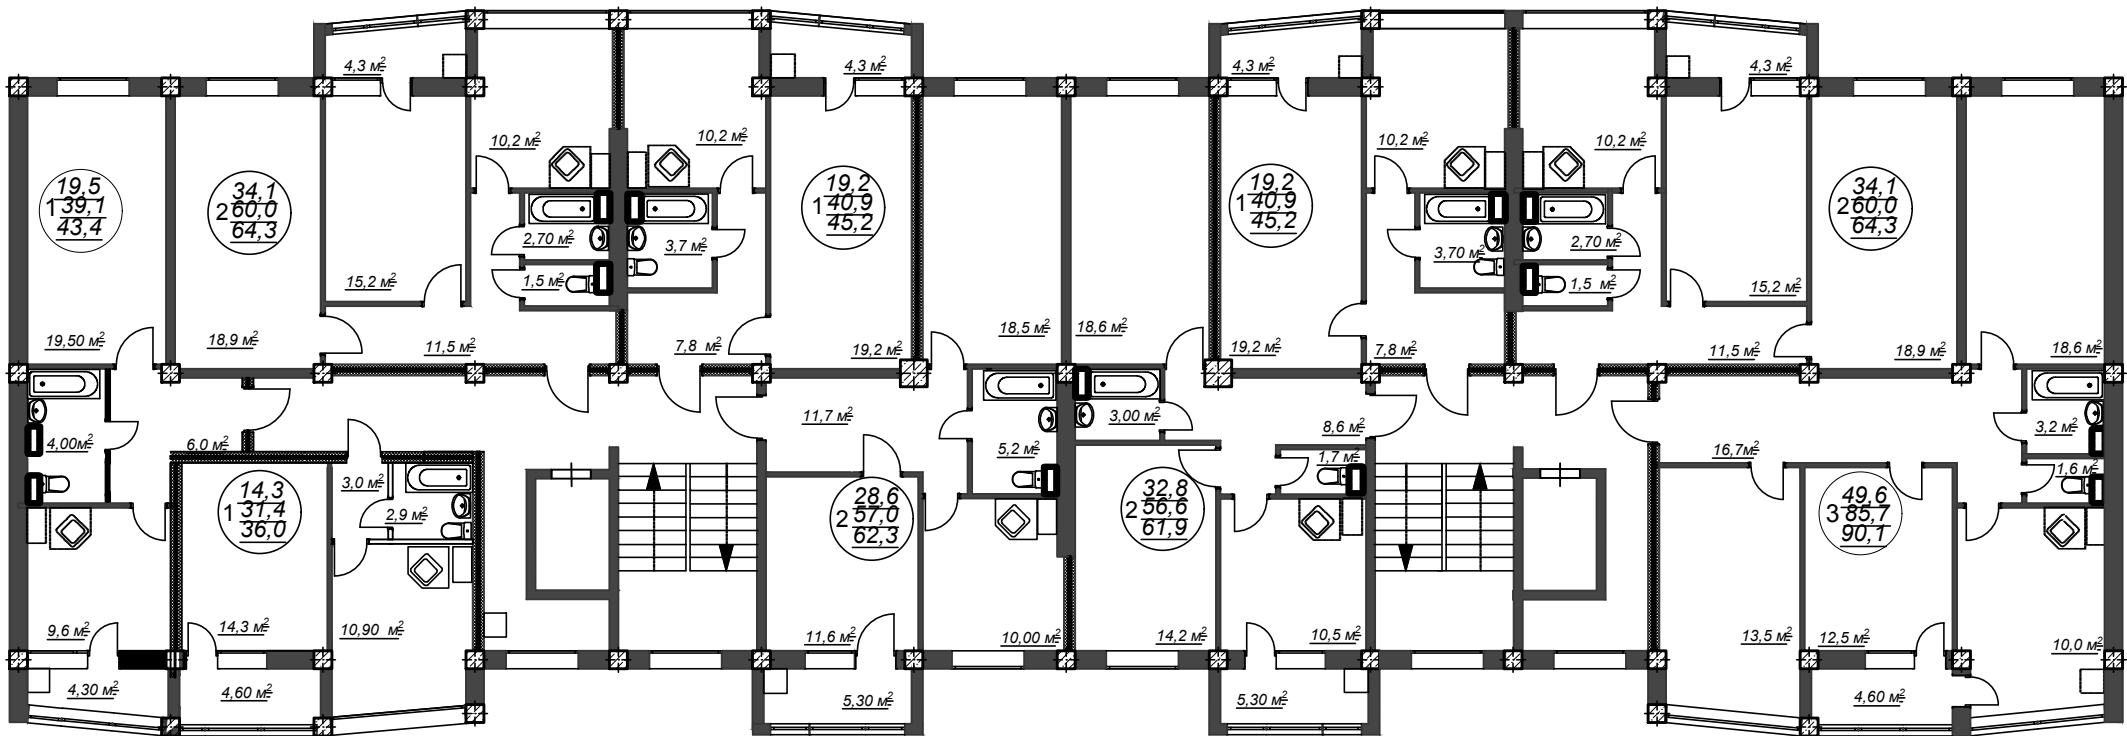 4,3 м²
4,3 м²
4,3 м²
4,3 м²
10,2 м²
10,2 м²
10,2 м²
10,2 м²
19,5
1 39,1
43,4
34,1
2 60,0
64,3
19,2
1 40,9
45,2
19,2
1 40,9
45,2
34,1
2 60,0
64,3
2,70 м²
3,7 м²
3,70 м²
2,70 м²
15,2 м²
1,5 м²
1,5 м²
15,2 м²
19,50 м²
18,9 м²
11,5 м²
7,8 м²
19,2 м²
18,5 м²
18,6 м²
19,2 м²
7,8 м²
11,5 м²
18,9 м²
18,6 м²
4,00м²
6,0 м²
11,7 м²
5,2 м²
3,00 м²
8,6 м²
1,7 м²
16,7м²
3,2 м²
1,6 м²
14,3
1 31,4
36,0
3,0 м²
2,9 м²
28,6
2 57,0
62,3
32,8
2 56,6
61,9
49,6
3 85,7
90,1
9,6 м²
14,3 м²
10,90 м²
11,6 м²
10,00 м²
14,2 м²
10,5 м²
13,5 м²
12,5 м²
10,0 м²
4,30 м²
4,60 м²
5,30 м²
5,30 м²
4,60 м²